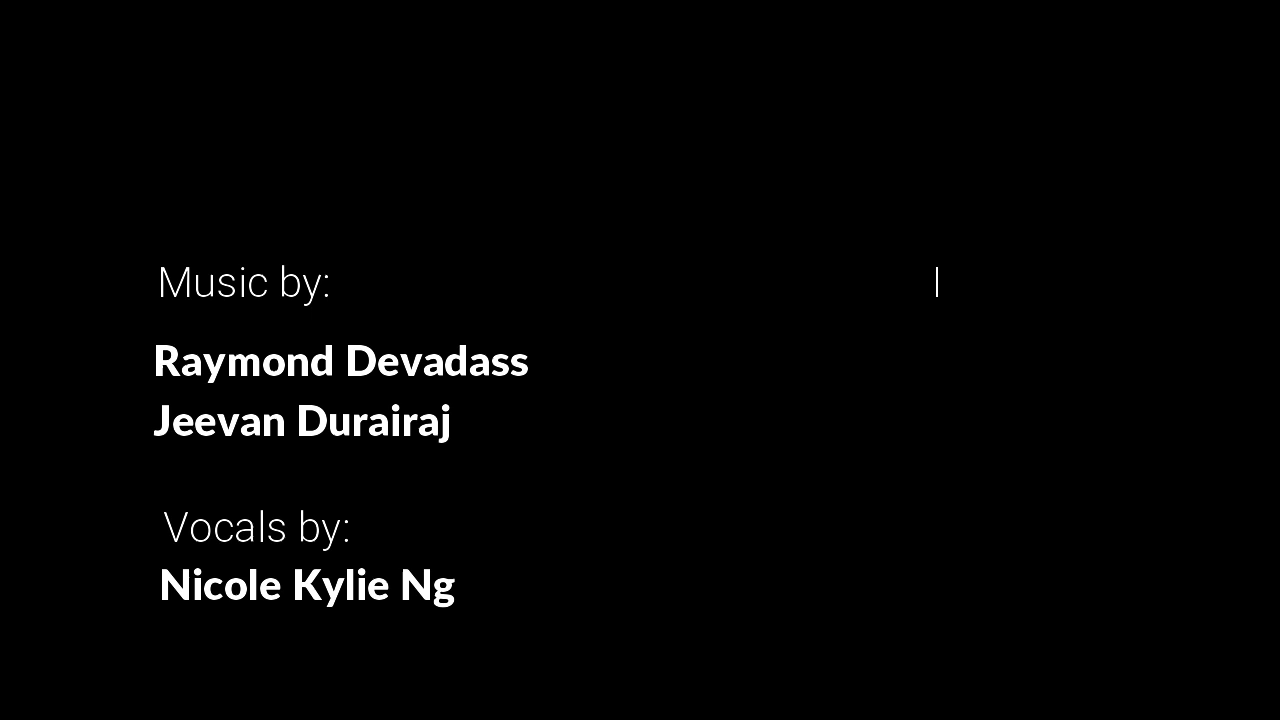 Music by:
Raymond Devadass
Jeevan Durairaj
Vocals by:
Nicole Kylie Ng